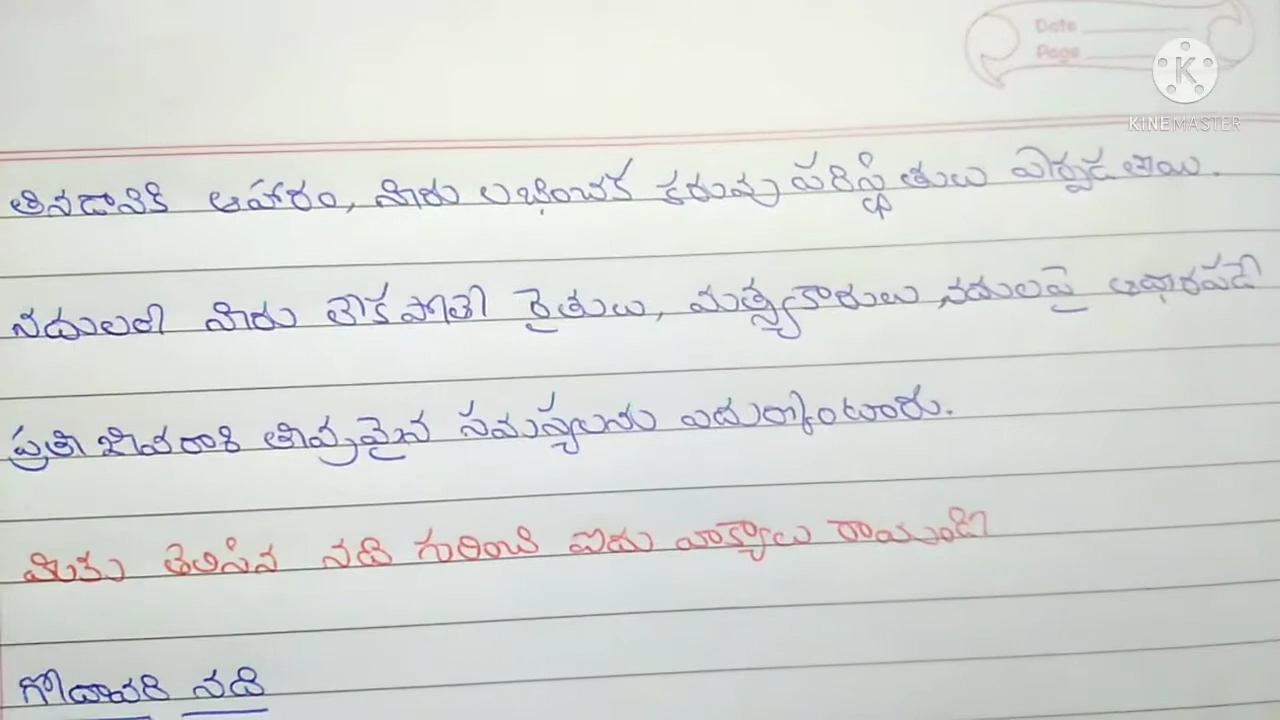 Date
Page
KINEMASTER
తినడానికి ఆహారం, నీరు లభించక కరువు పరిస్థితులు ఏర్పడతాయి.
నదులలో నీరు లేకపోతే రైతులు, మత్స్యకారులు, నదులపై ఆధారపడే
ప్రతి జీవరాశి తీవ్రమైన సమస్యలను ఎదుర్కొంటారు.
మీకు తెలిసిన నది గురించి ఐదు వాక్యాలు రాయండి?
గోదావరి నది